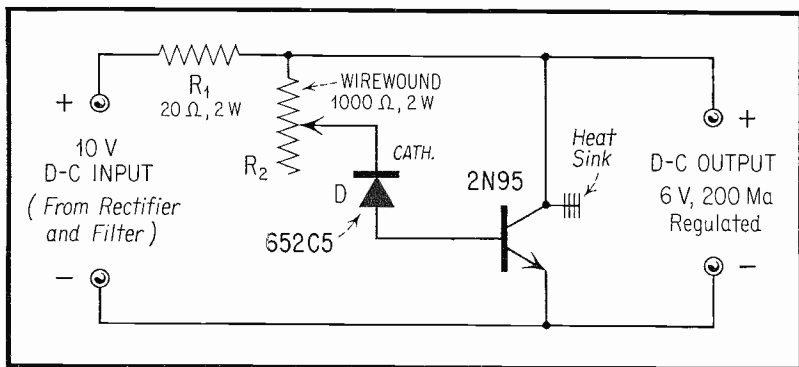 R1
20 Ω, 2 W
WIREWOUND
1000 Ω, 2 W
+
10 V
D-C INPUT
( From Rectifier
and Filter )
−
R2
CATH.
D
652C5
2N95
Heat
Sink
+
D-C OUTPUT
6 V, 200 Ma
Regulated
−